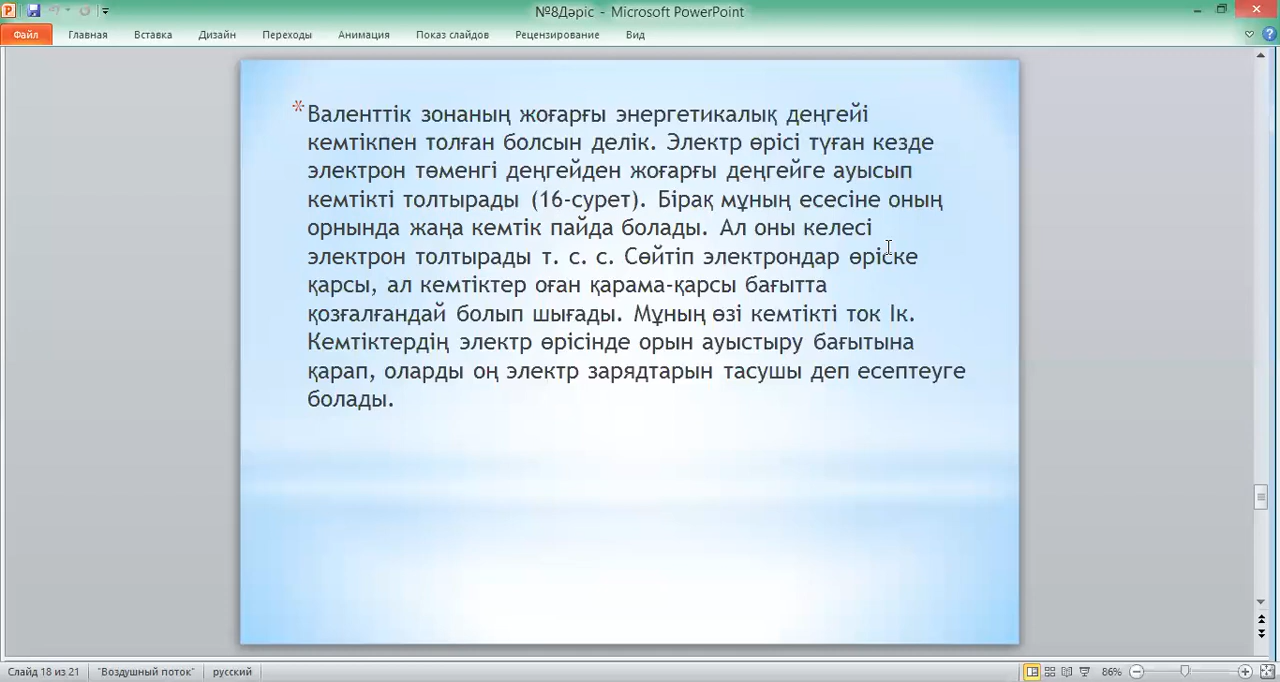 №8Дәріс - Microsoft PowerPoint
Файл Главная Вставка Дизайн Переходы Анимация Показ слайдов Рецензирование Вид
* Валенттік зонаның жоғарғы энергетикалық деңгейі
кемтікпен толған болсын делік. Электр өрісі тұған кезде
электрон төменгі деңгейден жоғарғы деңгейге ауысып
кемтікті толтырады (16-сурет). Бірақ мұның есесіне оның
орнында жаңа кемтік пайда болады. Ал оны келесі
электрон толтырады т. с. с. Сөйтіп электрондар өріске
қарсы, ал кемтіктер оған қарама-қарсы бағытта
қозғалғандай болып шығады. Мұның өзі кемтікті ток Iк.
Кемтіктердің электр өрісінде орын ауыстыру бағытына
қарап, оларды оң электр зарядтарын тасушы деп есептеуге
болады.
Слайд 18 из 21 "Воздушный поток" русский 86%